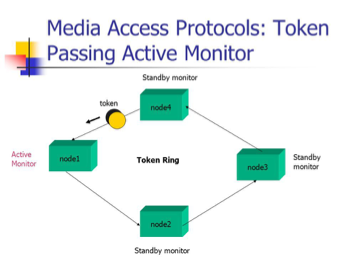 Media Access Protocols: Token
Passing Active Monitor
Standby monitor
token
node4
Active
Monitor
node1
Token Ring
node3
Standby
monitor
node2
Standby monitor